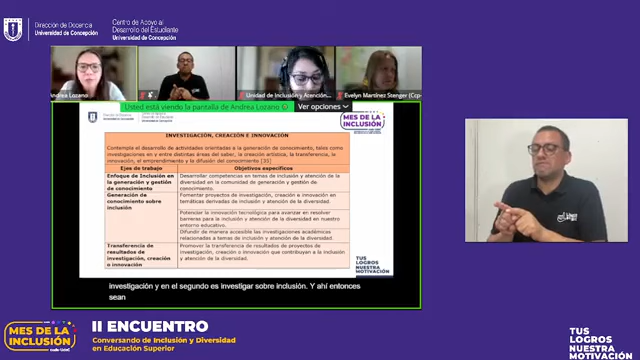 Dirección de Docencia
Universidad de Concepción
Centro de Apoyo al
Desarrollo del Estudiante
Universidad de Concepción
Andrea Lozano
Unidad de Inclusión y Atención
Evelyn Martínez Stenger (Ccp-
Usted está viendo la pantalla de Andrea Lozano
Ver opciones
MES DE LA
INCLUSIÓN
INVESTIGACIÓN, CREACIÓN E INNOVACIÓN
Contemple el desarrollo de actividades orientadas a la generación de conocimiento, tales como
investigaciones en y entre distintas áreas del saber, la creación artística, la transferencia, la
innovación, el emprendimiento y la difusión del conocimiento [33]
Eje de trabajo
Objetivos específicos
Enfoque de Inclusión en
la generación y gestión
de conocimiento
Desarrollar competencias en temas de inclusión y atención de la
diversidad en la comunidad de generación y gestión de
conocimiento.
Generación de
conocimiento sobre
inclusión
Fomentar proyectos de investigación, creación e innovación en
temáticas derivadas de inclusión y atención de la diversidad.
Potenciar la innovación tecnológica para avanzar en resolver
barreras para la inclusión y atención de la diversidad en nuestro
entorno educativo.
Difundir de manera accesible las investigaciones académicas
relacionadas a temas de inclusión y atención de la diversidad.
Transferencia de
resultados de
investigación, creación
o innovación
Promover la transferencia de resultados de proyectos de
investigación, creación o innovación que contribuyan a la inclusión
y atención de la diversidad.
TUS
LOGROS
NUESTRA
MOTIVACIÓN
investigación y en el segundo es investigar sobre inclusión. Y ahí entonces
sean
MES DE LA
INCLUSIÓN
II ENCUENTRO
Conversando de Inclusión y Diversidad
en Educación Superior
TUS
LOGROS
NUESTRA
MOTIVACIÓN